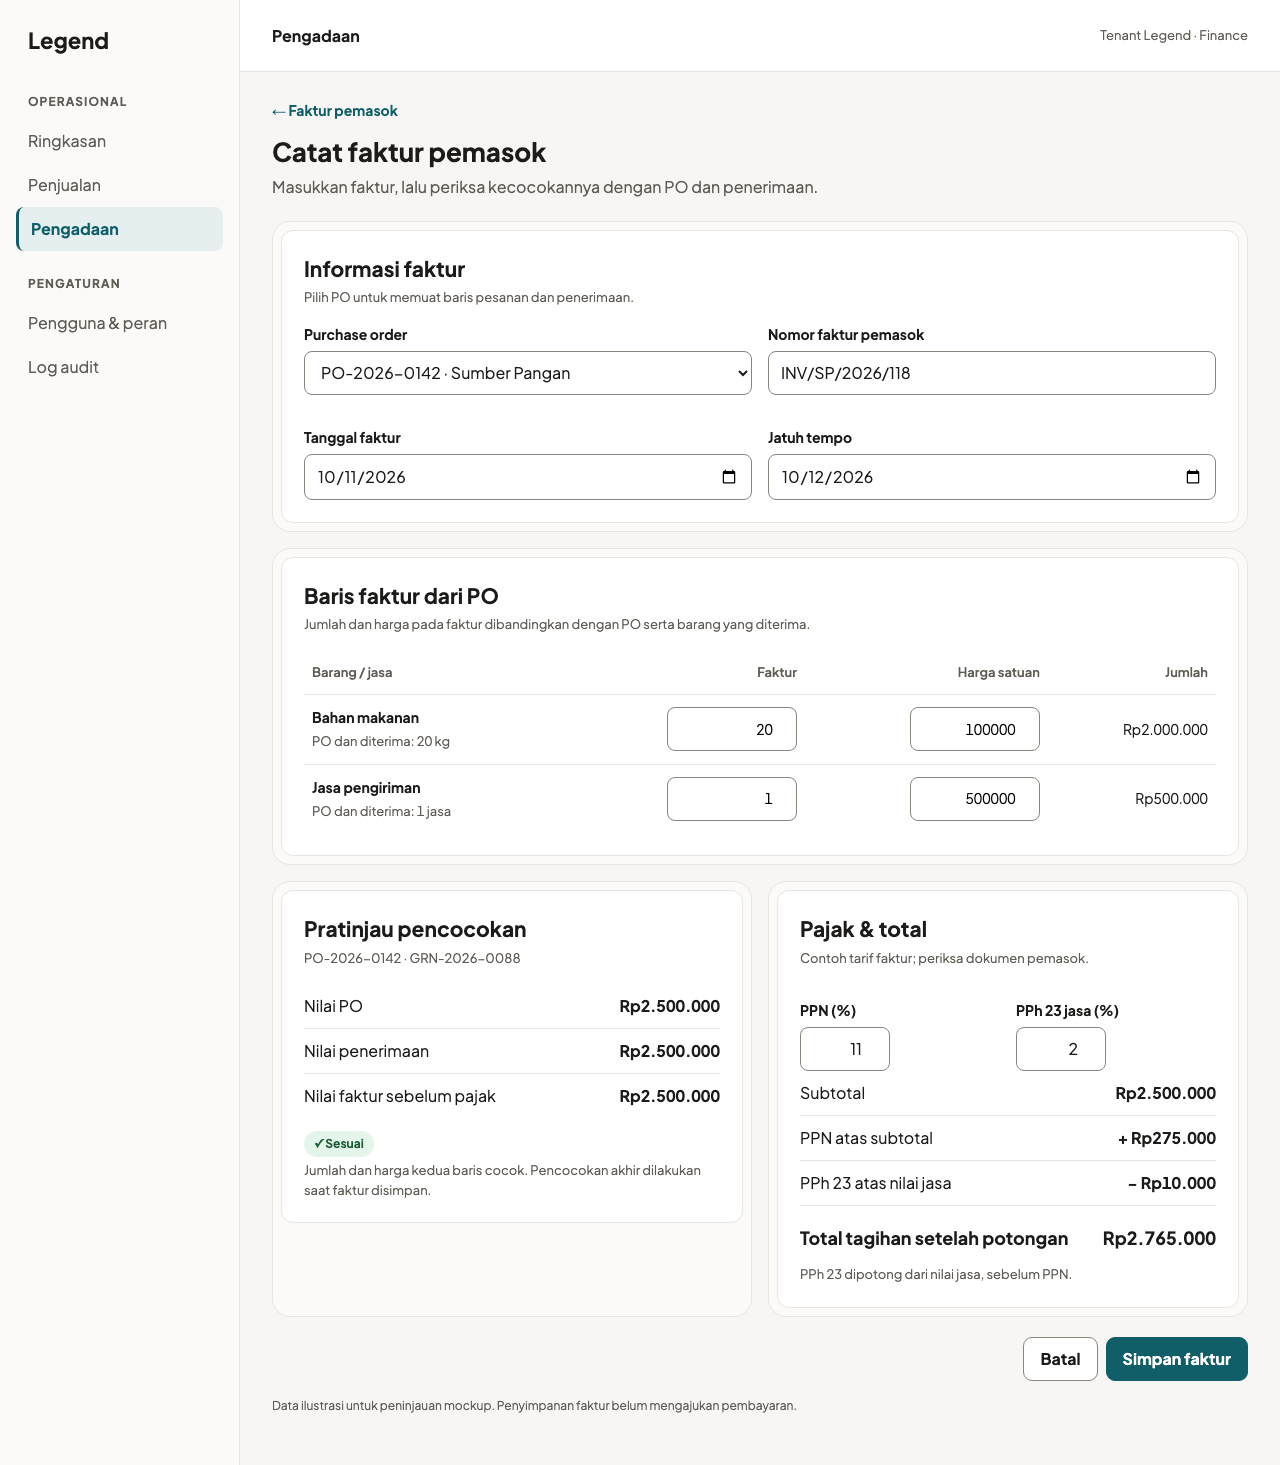 Legend
OPERASIONAL
Ringkasan
Penjualan
Pengadaan
PENGATURAN
Pengguna & peran
Log audit
Pengadaan
Tenant Legend · Finance
← Faktur pemasok
Catat faktur pemasok
Masukkan faktur, lalu periksa kecocokannya dengan PO dan penerimaan.
Informasi faktur
Pilih PO untuk memuat baris pesanan dan penerimaan.
Purchase order
Nomor faktur pemasok
PO-2026-0142 · Sumber Pangan
INV/SP/2026/118
Tanggal faktur
Jatuh tempo
10/11/2026
10/12/2026
Baris faktur dari PO
Jumlah dan harga pada faktur dibandingkan dengan PO serta barang yang diterima.
Barang / jasa Faktur Harga satuan Jumlah
Bahan makanan
PO dan diterima: 20 kg
20 100000 Rp2.000.000
Jasa pengiriman
PO dan diterima: 1 jasa
1 500000 Rp500.000
Pratinjau pencocokan
PO-2026-0142 · GRN-2026-0088
Nilai PO Rp2.500.000
Nilai penerimaan Rp2.500.000
Nilai faktur sebelum pajak Rp2.500.000
✓ Sesuai
Jumlah dan harga kedua baris cocok. Pencocokan akhir dilakukan
saat faktur disimpan.
Pajak & total
Contoh tarif faktur; periksa dokumen pemasok.
PPN (%) PPh 23 jasa (%)
11 2
Subtotal Rp2.500.000
PPN atas subtotal + Rp275.000
PPh 23 atas nilai jasa − Rp10.000
Total tagihan setelah potongan Rp2.765.000
PPh 23 dipotong dari nilai jasa, sebelum PPN.
Batal
Simpan faktur
Data ilustrasi untuk peninjauan mockup. Penyimpanan faktur belum mengajukan pembayaran.